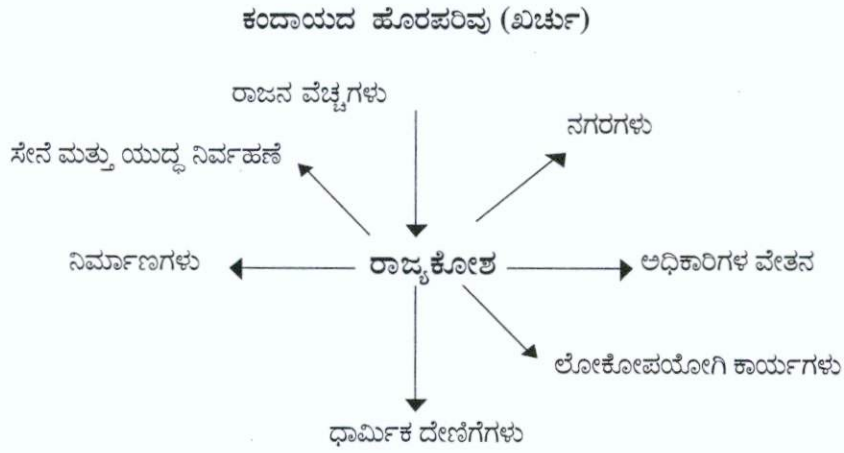 ಕಂದಾಯದ ಹೊರಪರಿವು (ಖರ್ಚು)
ರಾಜನ ವೆಚ್ಚಗಳು
ನಗರಗಳು
ಸೇನೆ ಮತ್ತು ಯುದ್ಧ ನಿರ್ವಹಣೆ
ನಿರ್ಮಾಣಗಳು
ರಾಜ್ಯಕೋಶ
ಅಧಿಕಾರಿಗಳ ವೇತನ
ಲೋಕೋಪಯೋಗಿ ಕಾರ್ಯಗಳು
ಧಾರ್ಮಿಕ ದೇಣಿಗೆಗಳು